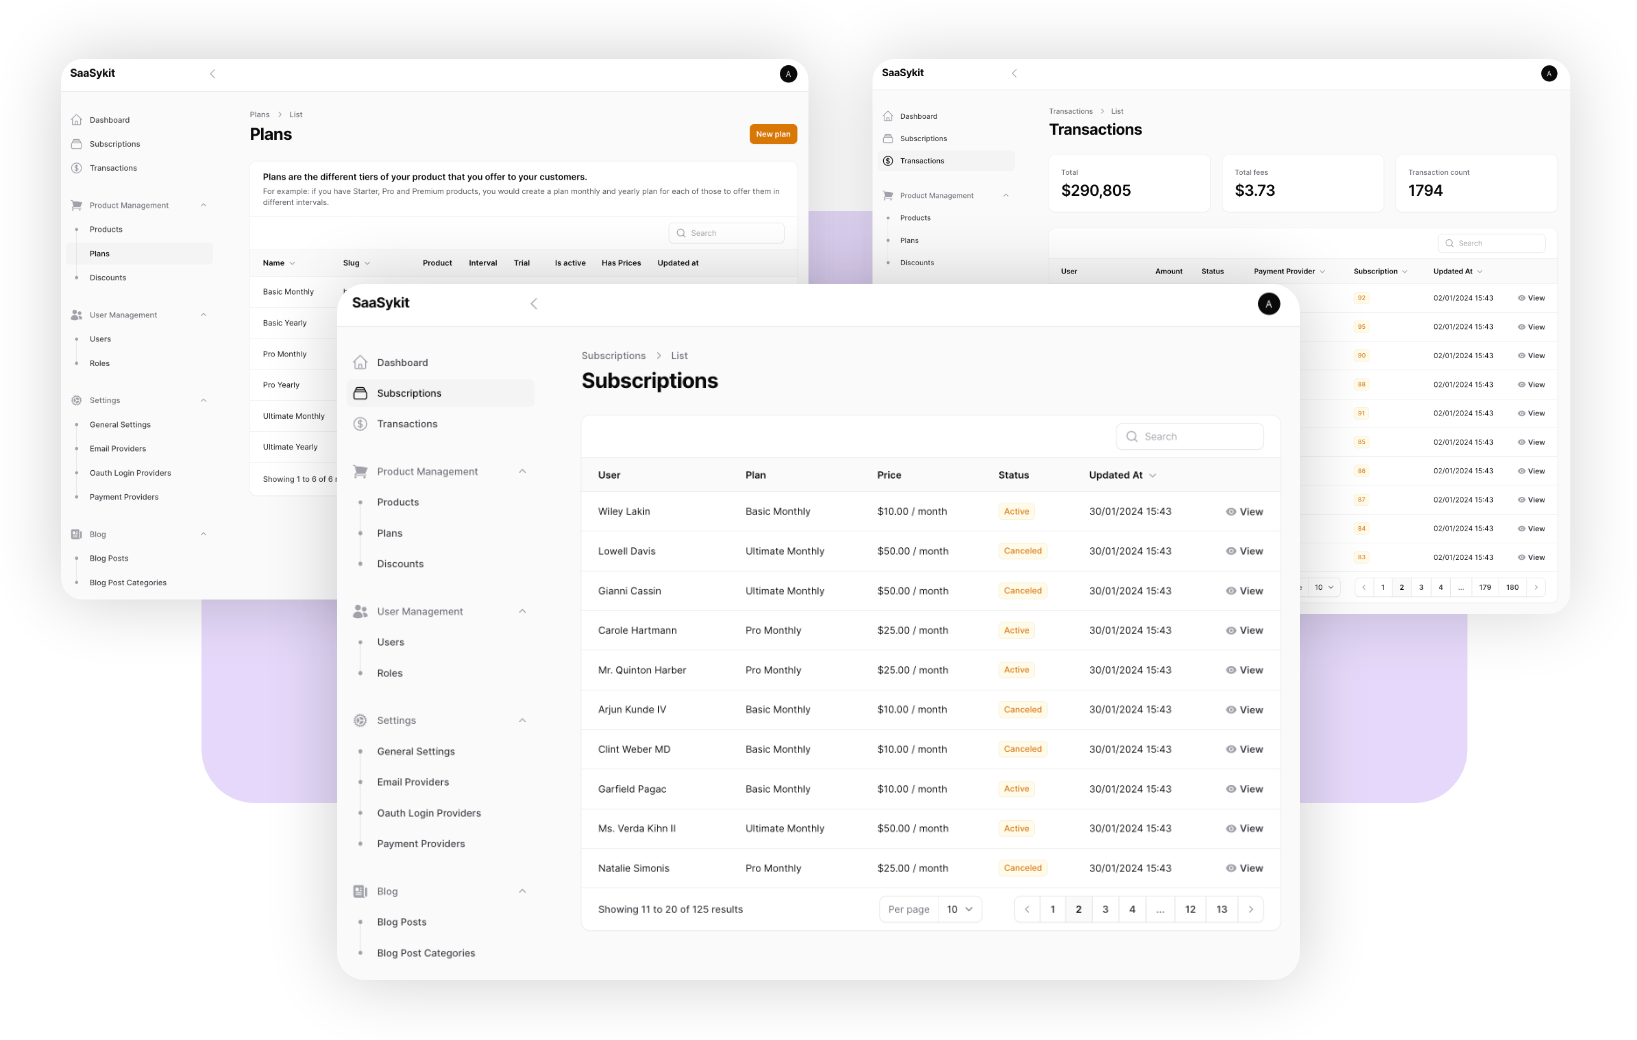 SaaSykit
A
Dashboard
Subscriptions
Transactions
Product Management
Products
Plans
Discounts
User Management
Users
Roles
Settings
General Settings
Email Providers
Oauth Login Providers
Payment Providers
Blog
Blog Posts
Blog Post Categories
Plans > List
Plans
New plan
Plans are the different tiers of your product that you offer to your customers.
For example: if you have Starter, Pro and Premium products, you would create a plan monthly and yearly plan for each of those to offer them in
different intervals.
Search
Name Slug Product Interval Trial Is active Has Prices Updated at
Basic Monthly
Basic Yearly
Pro Monthly
Pro Yearly
Ultimate Monthly
Ultimate Yearly
Showing 1 to 6 of 6
SaaSykit
A
Dashboard
Subscriptions
Transactions
Product Management
Products
Plans
Discounts
Transactions > List
Transactions
Total
$290,805
Total fees
$3.73
Transaction count
1794
Search
User Amount Status Payment Provider Subscription Updated At
92 02/01/2024 15:43 View
95 02/01/2024 15:43 View
90 02/01/2024 15:43 View
88 02/01/2024 15:43 View
91 02/01/2024 15:43 View
85 02/01/2024 15:43 View
86 02/01/2024 15:43 View
87 02/01/2024 15:43 View
84 02/01/2024 15:43 View
83 02/01/2024 15:43 View
10 < 1 2 3 4 ... 179 180 >
SaaSykit
A
Dashboard
Subscriptions
Transactions
Product Management
Products
Plans
Discounts
User Management
Users
Roles
Settings
General Settings
Email Providers
Oauth Login Providers
Payment Providers
Blog
Blog Posts
Blog Post Categories
Subscriptions > List
Subscriptions
Search
User Plan Price Status Updated At
Wiley Lakin Basic Monthly $10.00 / month Active 30/01/2024 15:43 View
Lowell Davis Ultimate Monthly $50.00 / month Canceled 30/01/2024 15:43 View
Gianni Cassin Ultimate Monthly $50.00 / month Canceled 30/01/2024 15:43 View
Carole Hartmann Pro Monthly $25.00 / month Active 30/01/2024 15:43 View
Mr. Quinton Harber Pro Monthly $25.00 / month Active 30/01/2024 15:43 View
Arjun Kunde IV Basic Monthly $10.00 / month Canceled 30/01/2024 15:43 View
Clint Weber MD Basic Monthly $10.00 / month Canceled 30/01/2024 15:43 View
Garfield Pagac Basic Monthly $10.00 / month Active 30/01/2024 15:43 View
Ms. Verda Kihn II Ultimate Monthly $50.00 / month Active 30/01/2024 15:43 View
Natalie Simonis Pro Monthly $25.00 / month Canceled 30/01/2024 15:43 View
Showing 11 to 20 of 125 results Per page 10 < 1 2 3 4 ... 12 13 >